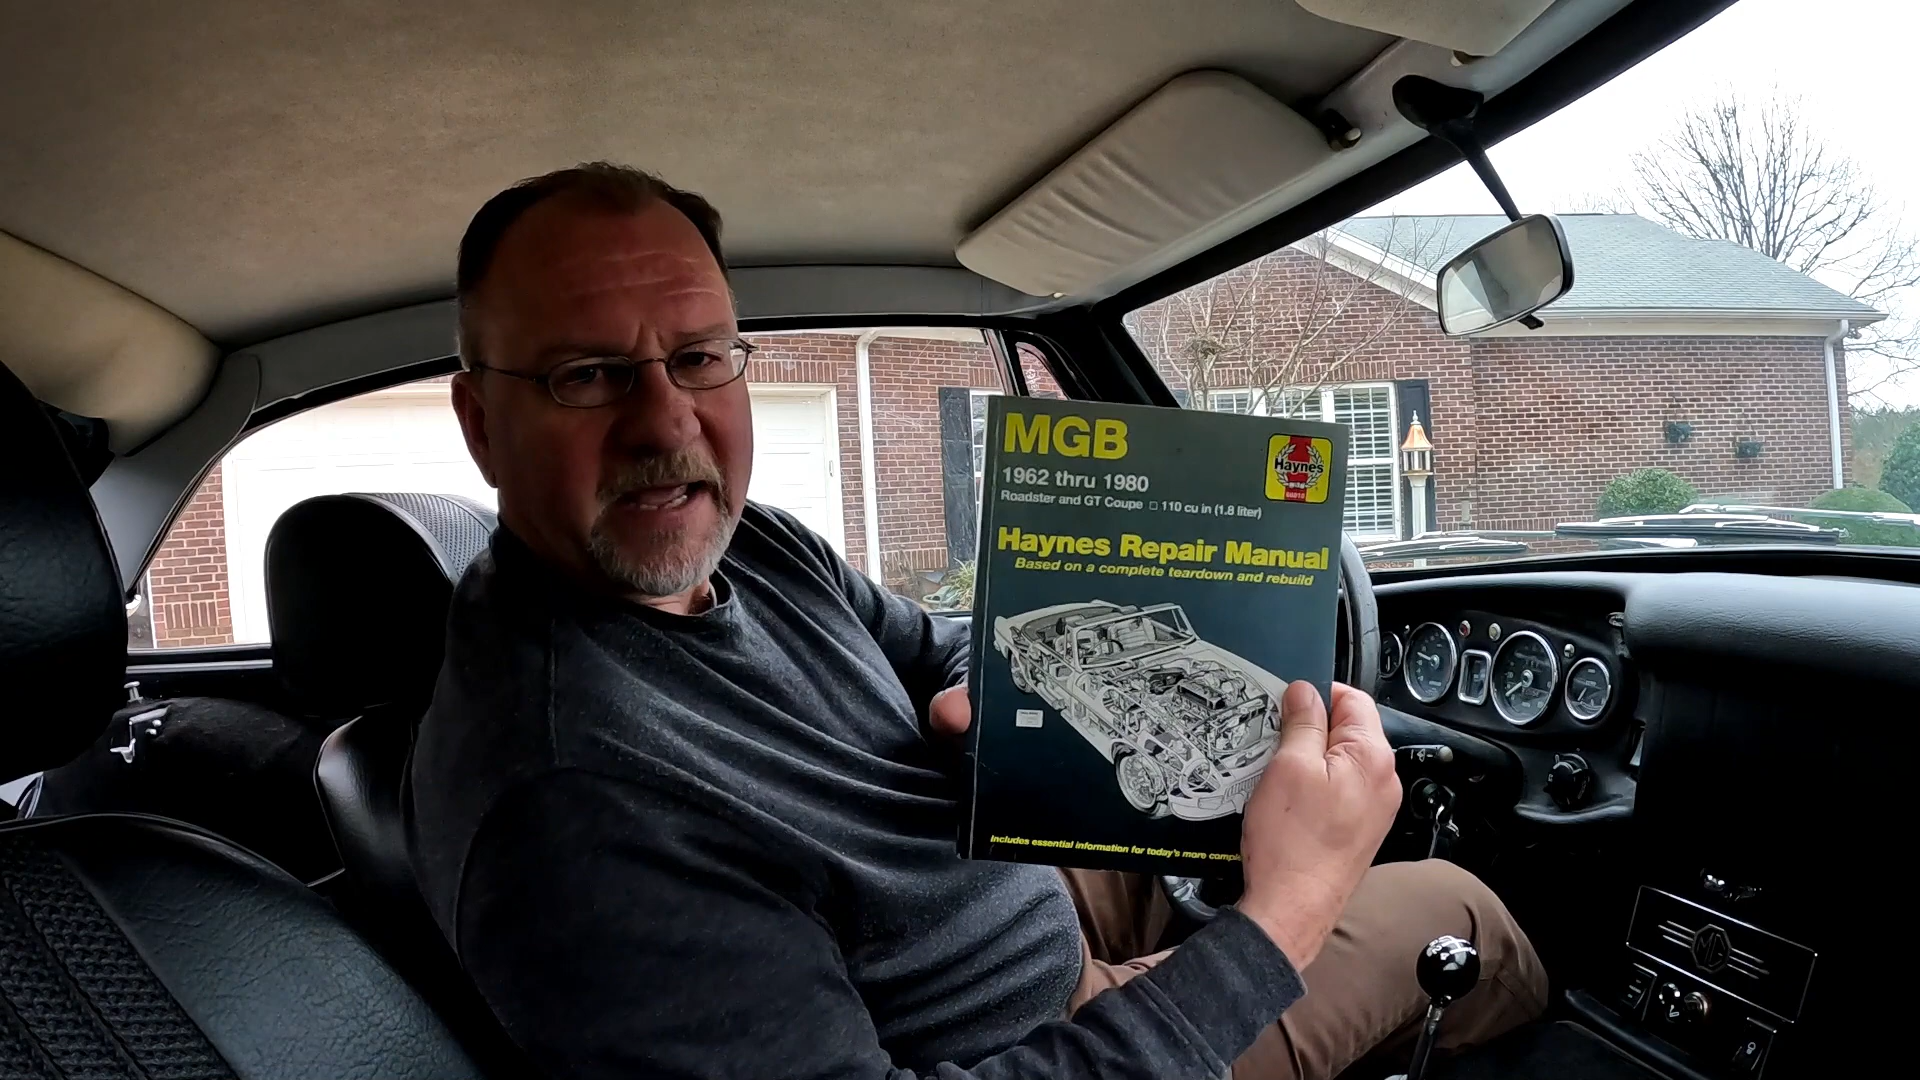 MGB
1962 thru 1980
Roadster and GT Coupe □ 110 cu in (1.8 liter)
Haynes
Haynes Repair Manual
Based on a complete teardown and rebuild
Includes essential information for today's more
MG